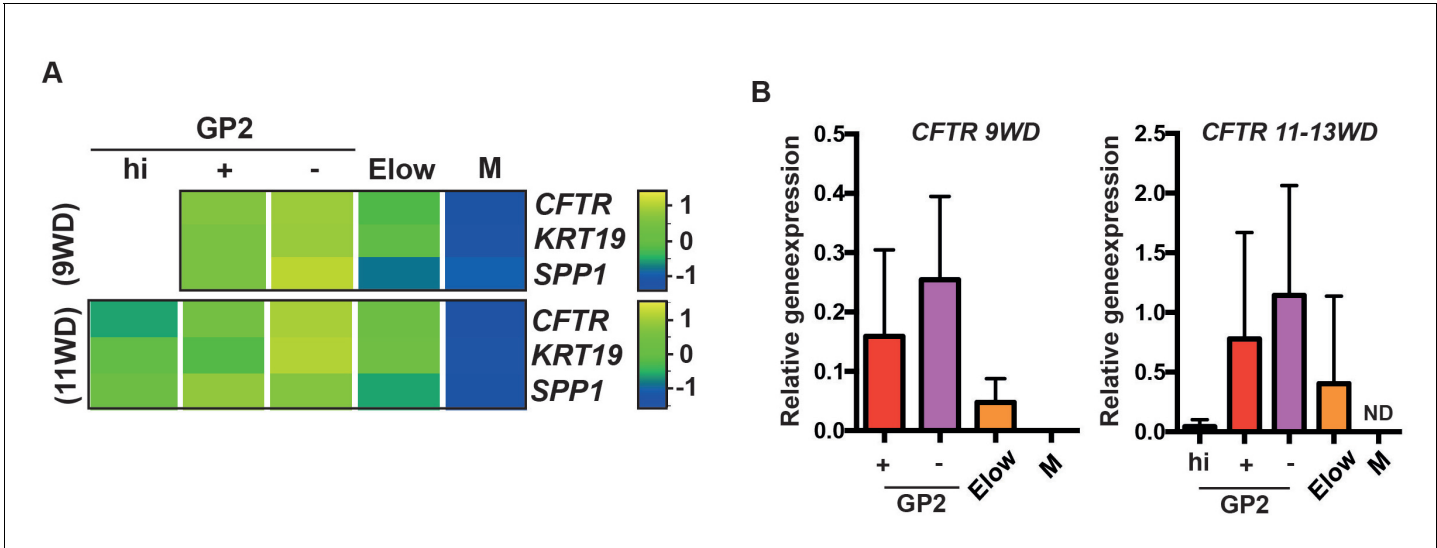 A
GP2
hi + - Elow M
(9WD)
CFTR
KRT19
SPP1
1
0
-1
(11WD)
CFTR
KRT19
SPP1
1
0
-1
B
CFTR 9WD
Relative geneexpression
0.5
0.4
0.3
0.2
0.1
0.0
+ - Elow M
GP2
CFTR 11-13WD
Relative geneexpression
2.5
2.0
1.5
1.0
0.5
0.0
ND
hi + - Elow M
GP2